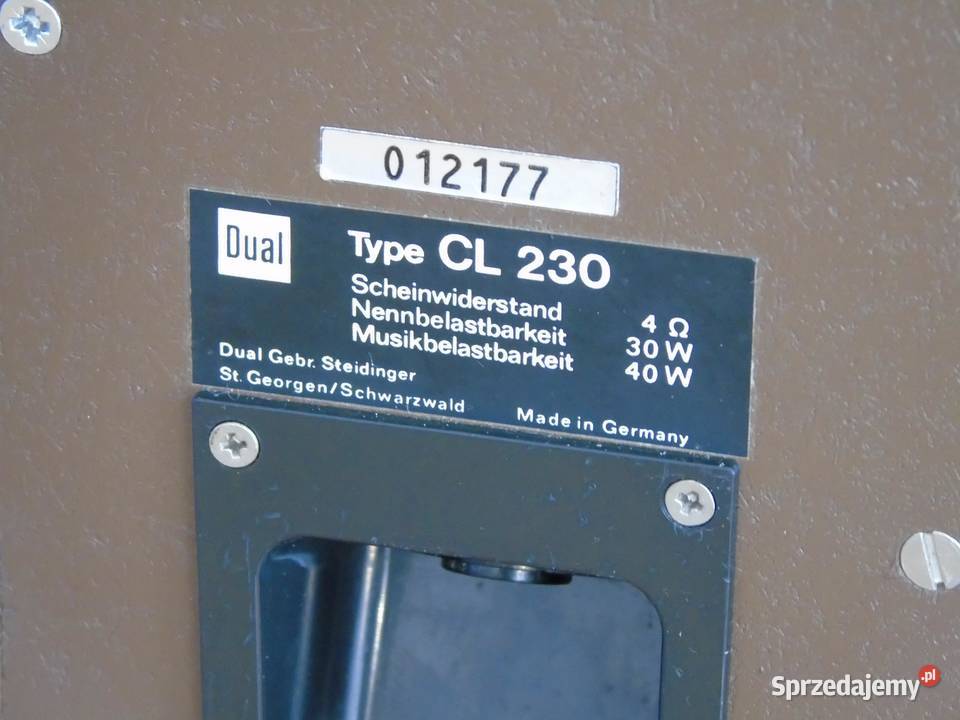 012177
Dual
Type CL 230
Scheinwiderstand 4 Ω
Nennbelastbarkeit 30 W
Musikbelastbarkeit 40 W
Dual Gebr. Steidinger
St. Georgen/Schwarzwald
Made in Germany
Sprzedajemy.pl